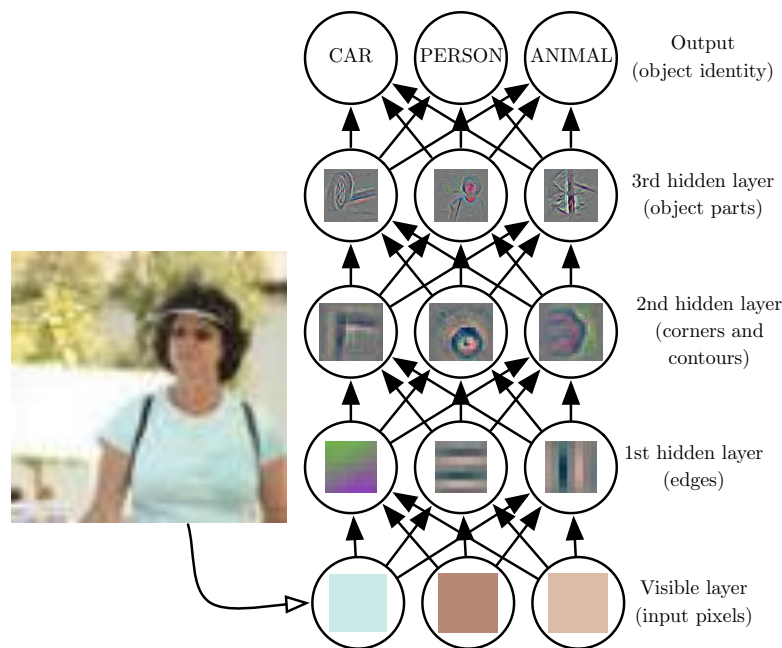 CAR PERSON ANIMAL
Output
(object identity)
3rd hidden layer
(object parts)
2nd hidden layer
(corners and
contours)
1st hidden layer
(edges)
Visible layer
(input pixels)